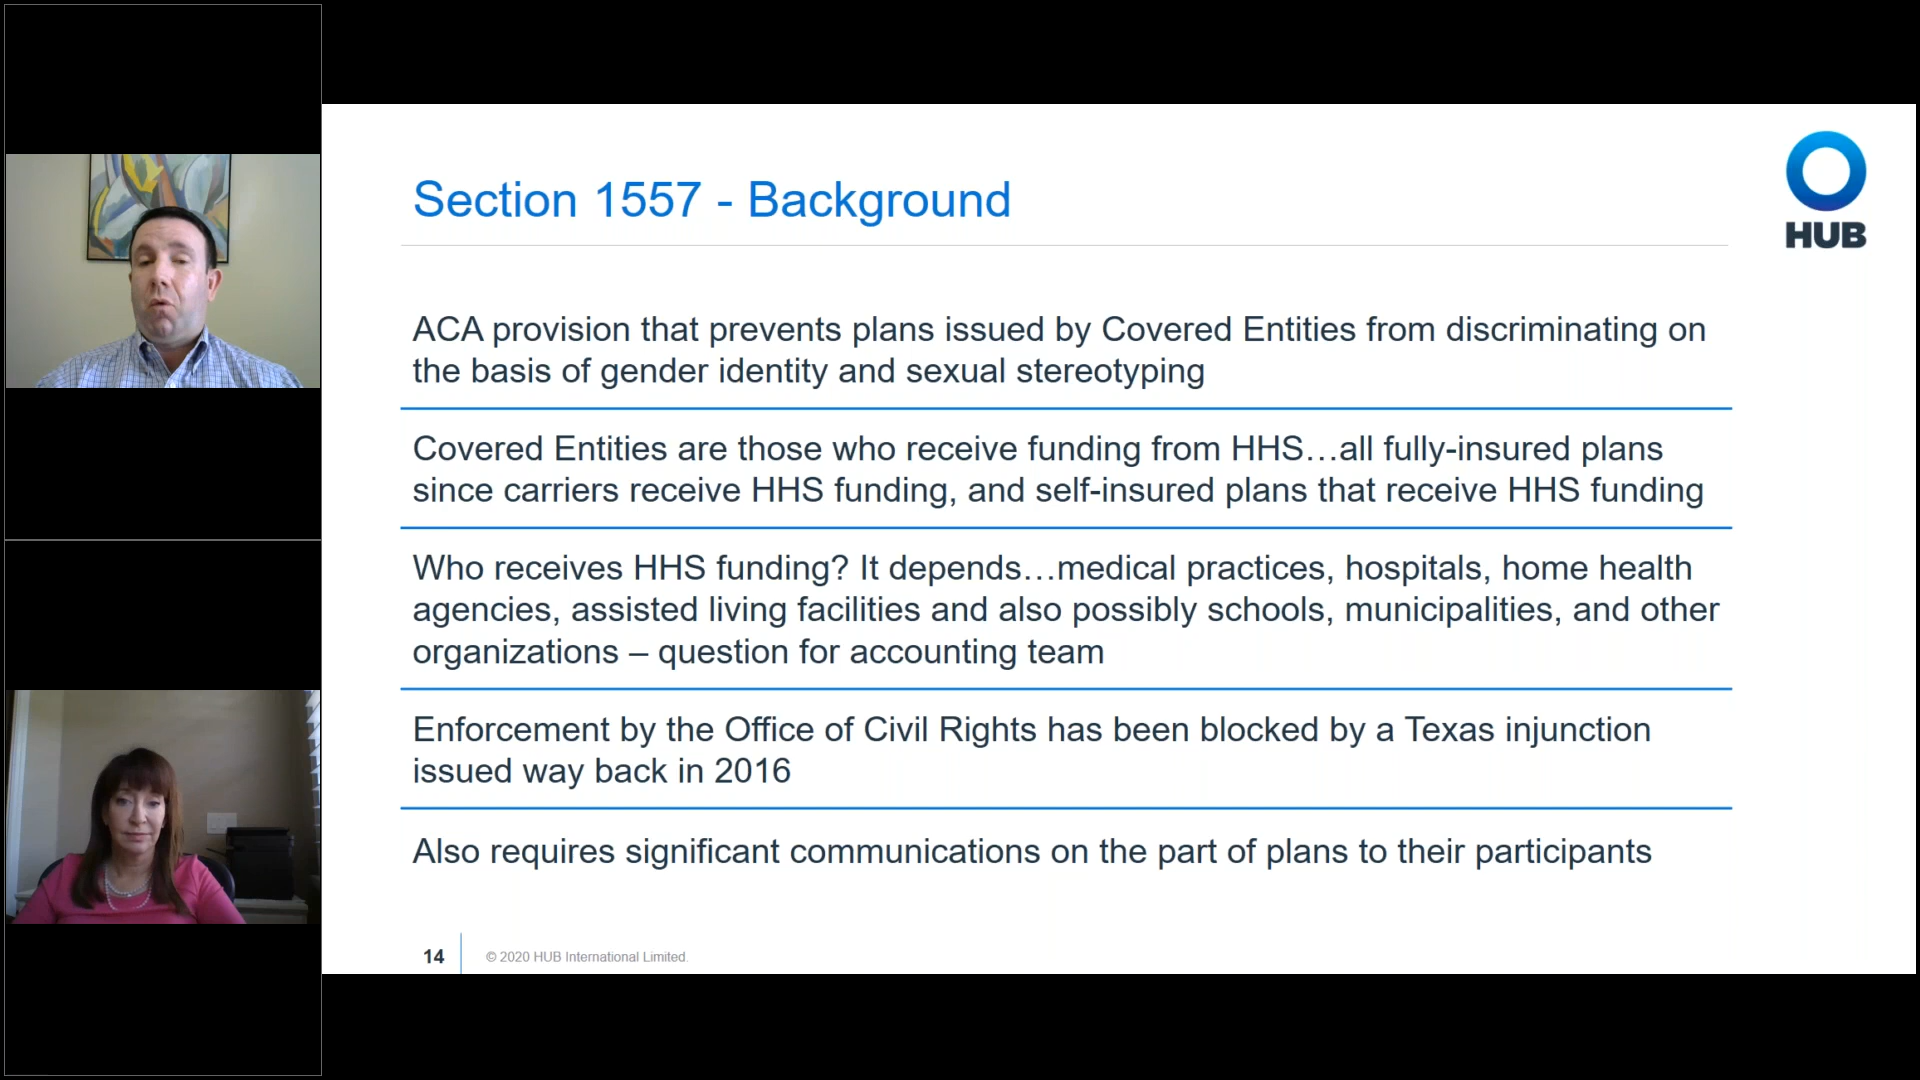 Section 1557 - Background
HUB
ACA provision that prevents plans issued by Covered Entities from discriminating on
the basis of gender identity and sexual stereotyping
Covered Entities are those who receive funding from HHS…all fully-insured plans
since carriers receive HHS funding, and self-insured plans that receive HHS funding
Who receives HHS funding? It depends…medical practices, hospitals, home health
agencies, assisted living facilities and also possibly schools, municipalities, and other
organizations – question for accounting team
Enforcement by the Office of Civil Rights has been blocked by a Texas injunction
issued way back in 2016
Also requires significant communications on the part of plans to their participants
14
© 2020 HUB International Limited.